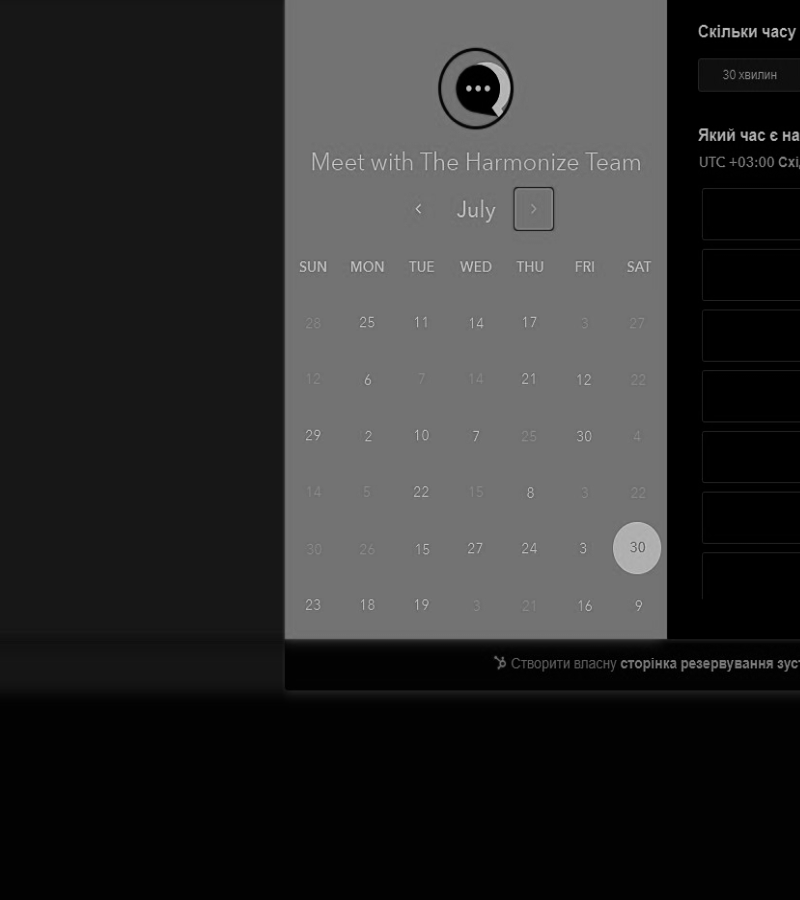 Meet with The Harmonize Team
July
SUN MON TUE WED THU FRI SAT
28 25 11 14 17 3 27
12 6 7 14 21 12 22
29 2 10 7 25 30 4
14 5 22 15 8 3 22
30 26 15 27 24 3 30
23 18 19 3 21 16 9
Скільки часу
30 хвилин
Який час є на
UTC +03:00 Схі
Створити власну сторінка резервування зуст